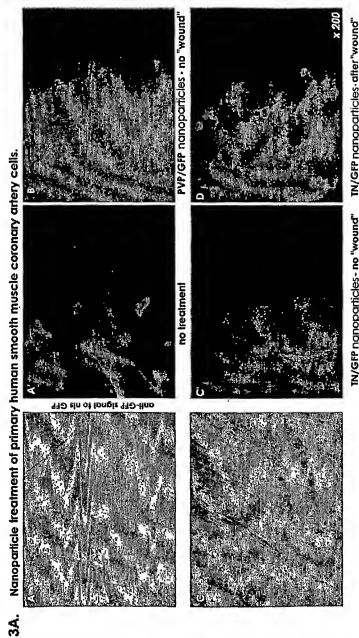 3A. Nanoparticle treatment of primary human smooth muscle coronary artery cells.
A
A'
B
anti-GFP signal to nls GFP
no treatment
PVP/GFP nanoparticles - no "wound"
C
C'
D
x 200
TN/GFP nanoparticles - no "wound"
TN/GFP nanoparticles - after "wound"